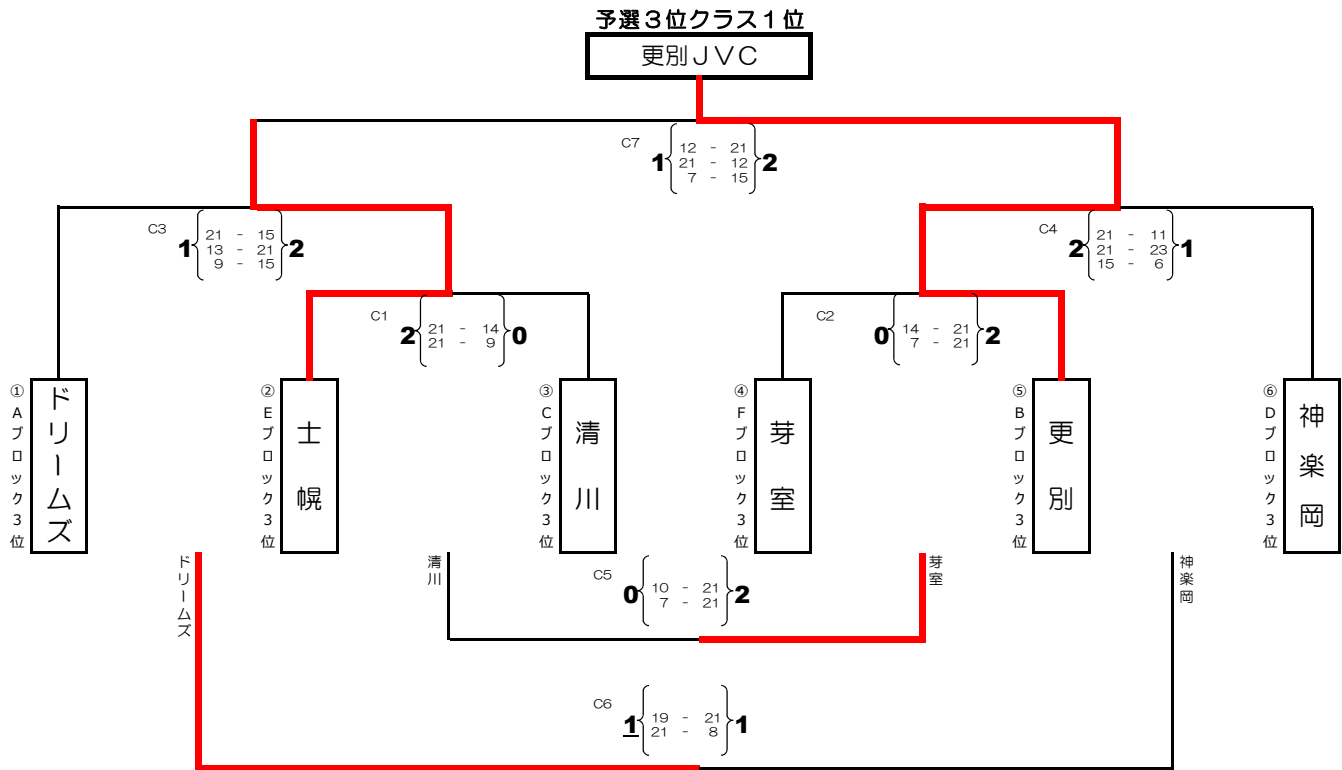 予選３位クラス１位
更別ＪＶＣ
C7
1 12 - 21 2
21 - 12
7 - 15
C3
1 21 - 15 2
13 - 21
9 - 15
C4
2 21 - 11 1
21 - 23
15 - 6
C1
2 21 - 14 0
21 - 9
C2
0 14 - 21 2
7 - 21
①Aブロック3位
ドリームズ
②Eブロック3位
士幌
③Cブロック3位
清川
④Fブロック3位
芽室
⑤Bブロック3位
更別
⑥Dブロック3位
神楽岡
ドリームズ
清川
芽室
神楽岡
C5
0 10 - 21 2
7 - 21
C6
1 19 - 21 1
21 - 8